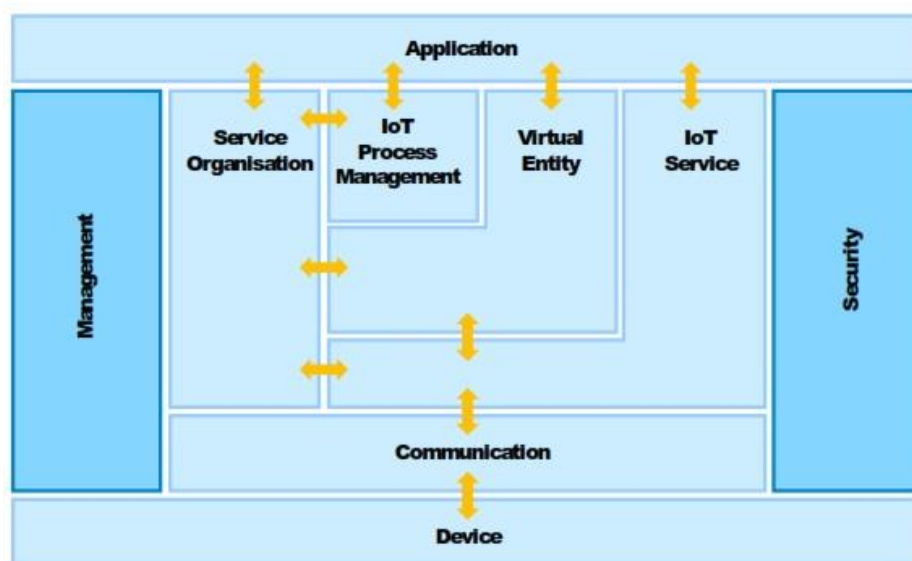 Application
Management
Service
Organisation
IoT
Process
Management
Virtual
Entity
IoT
Service
Security
Communication
Device